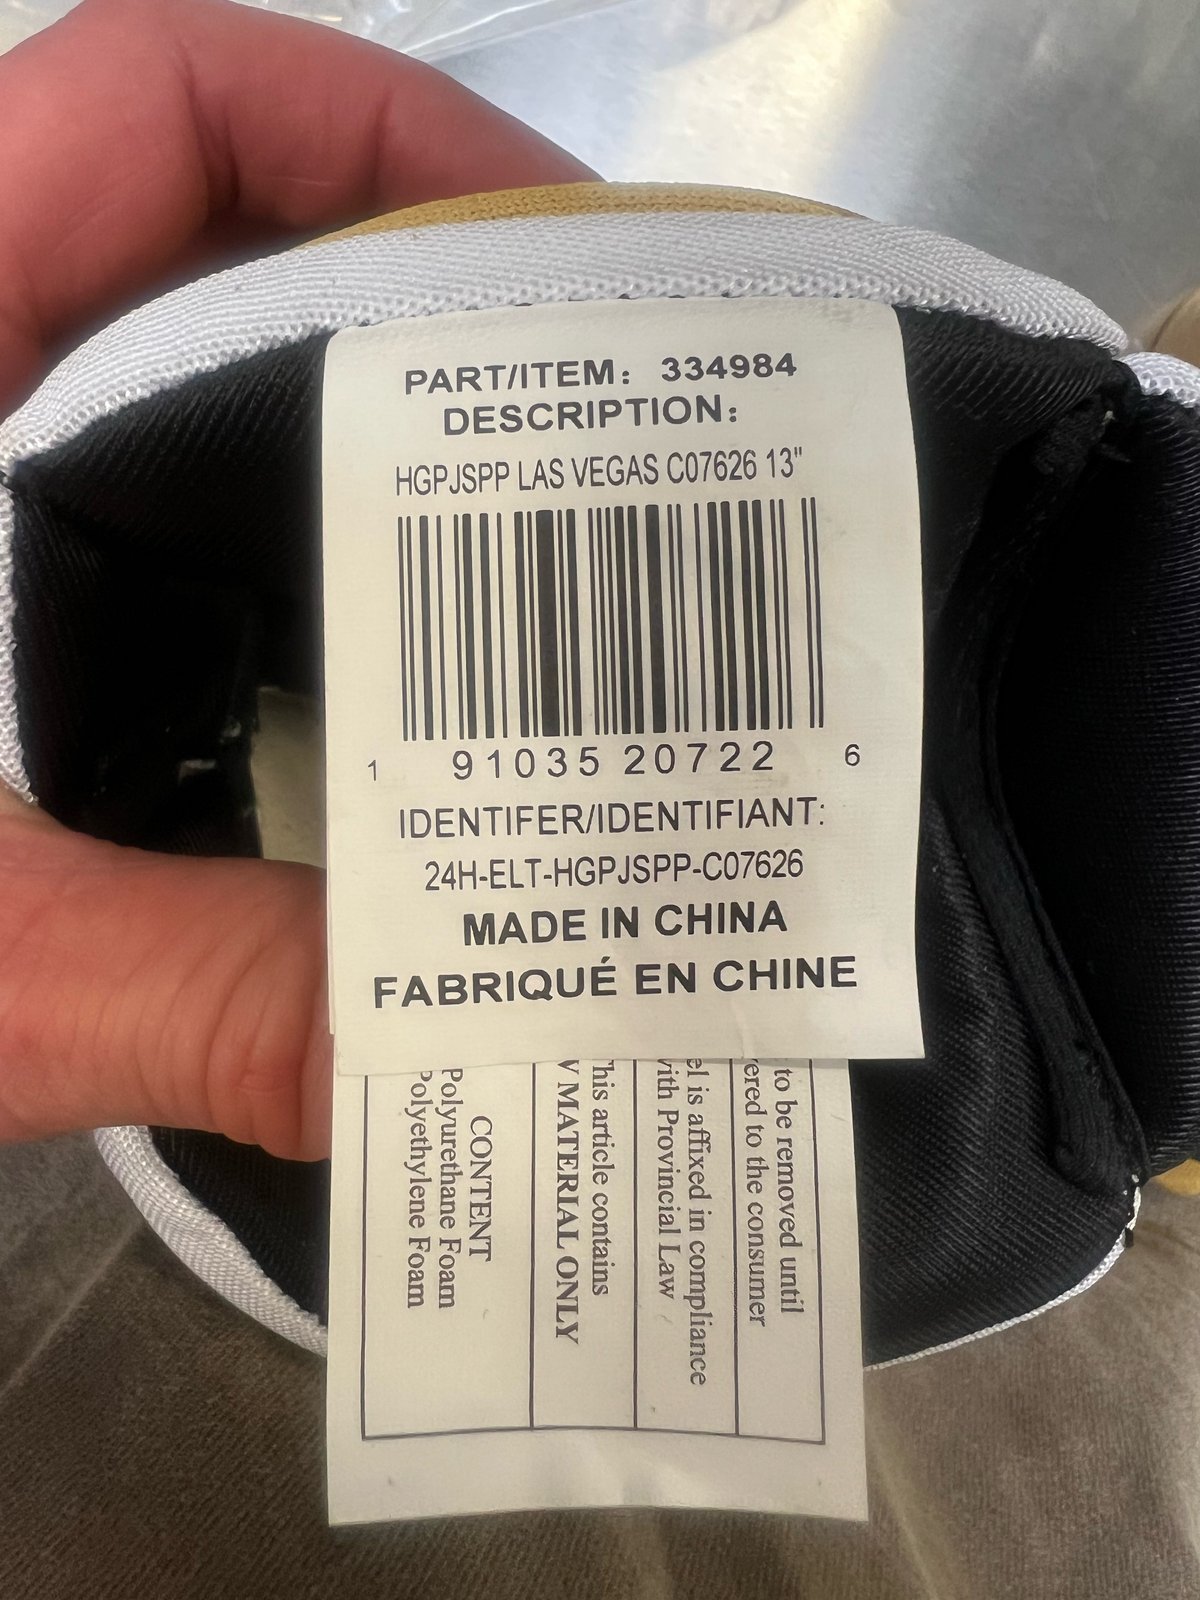 PART/ITEM: 334984
DESCRIPTION:
HGPJSPP LAS VEGAS C07626 13"
1 91035 20722 6
IDENTIFER/IDENTIFIANT:
24H-ELT-HGPJSPP-C07626
MADE IN CHINA
FABRIQUÉ EN CHINE
to be removed until
ered to the consumer
el is affixed in compliance
with Provincial Law
This article contains
MATERIAL ONLY
CONTENT
Polyurethane Foam
Polyethylene Foam